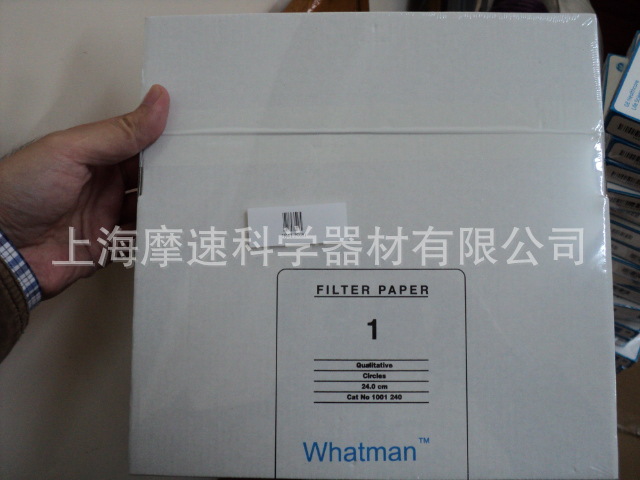 上海摩速科学器材有限公司
FILTER PAPER
1
Qualitative
Circles
24.0 cm
Cat No 1001 240
Whatman™